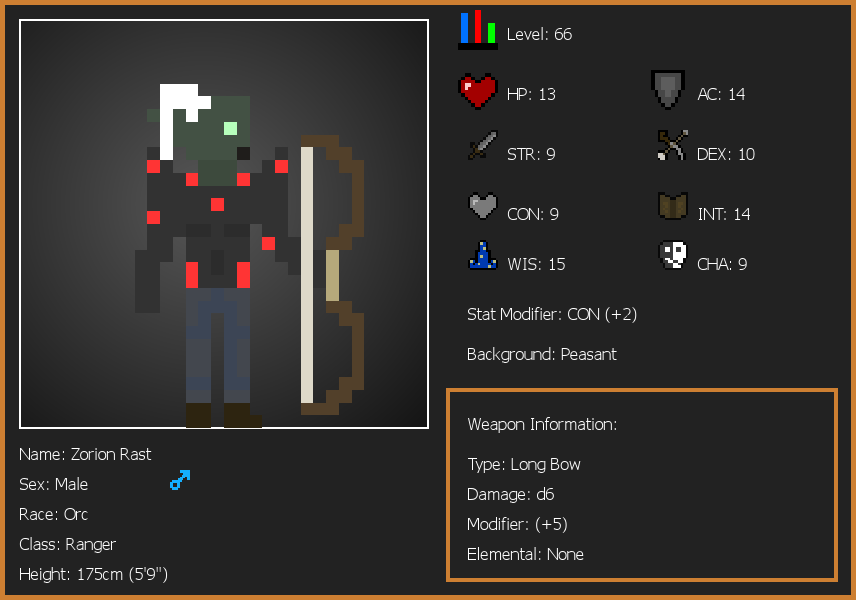 Level: 66
HP: 13
AC: 14
STR: 9
DEX: 10
CON: 9
INT: 14
WIS: 15
CHA: 9
Stat Modifier: CON (+2)
Background: Peasant
Weapon Information:
Type: Long Bow
Damage: d6
Modifier: (+5)
Elemental: None
Name: Zorion Rast
Sex: Male
Race: Orc
Class: Ranger
Height: 175cm (5'9")